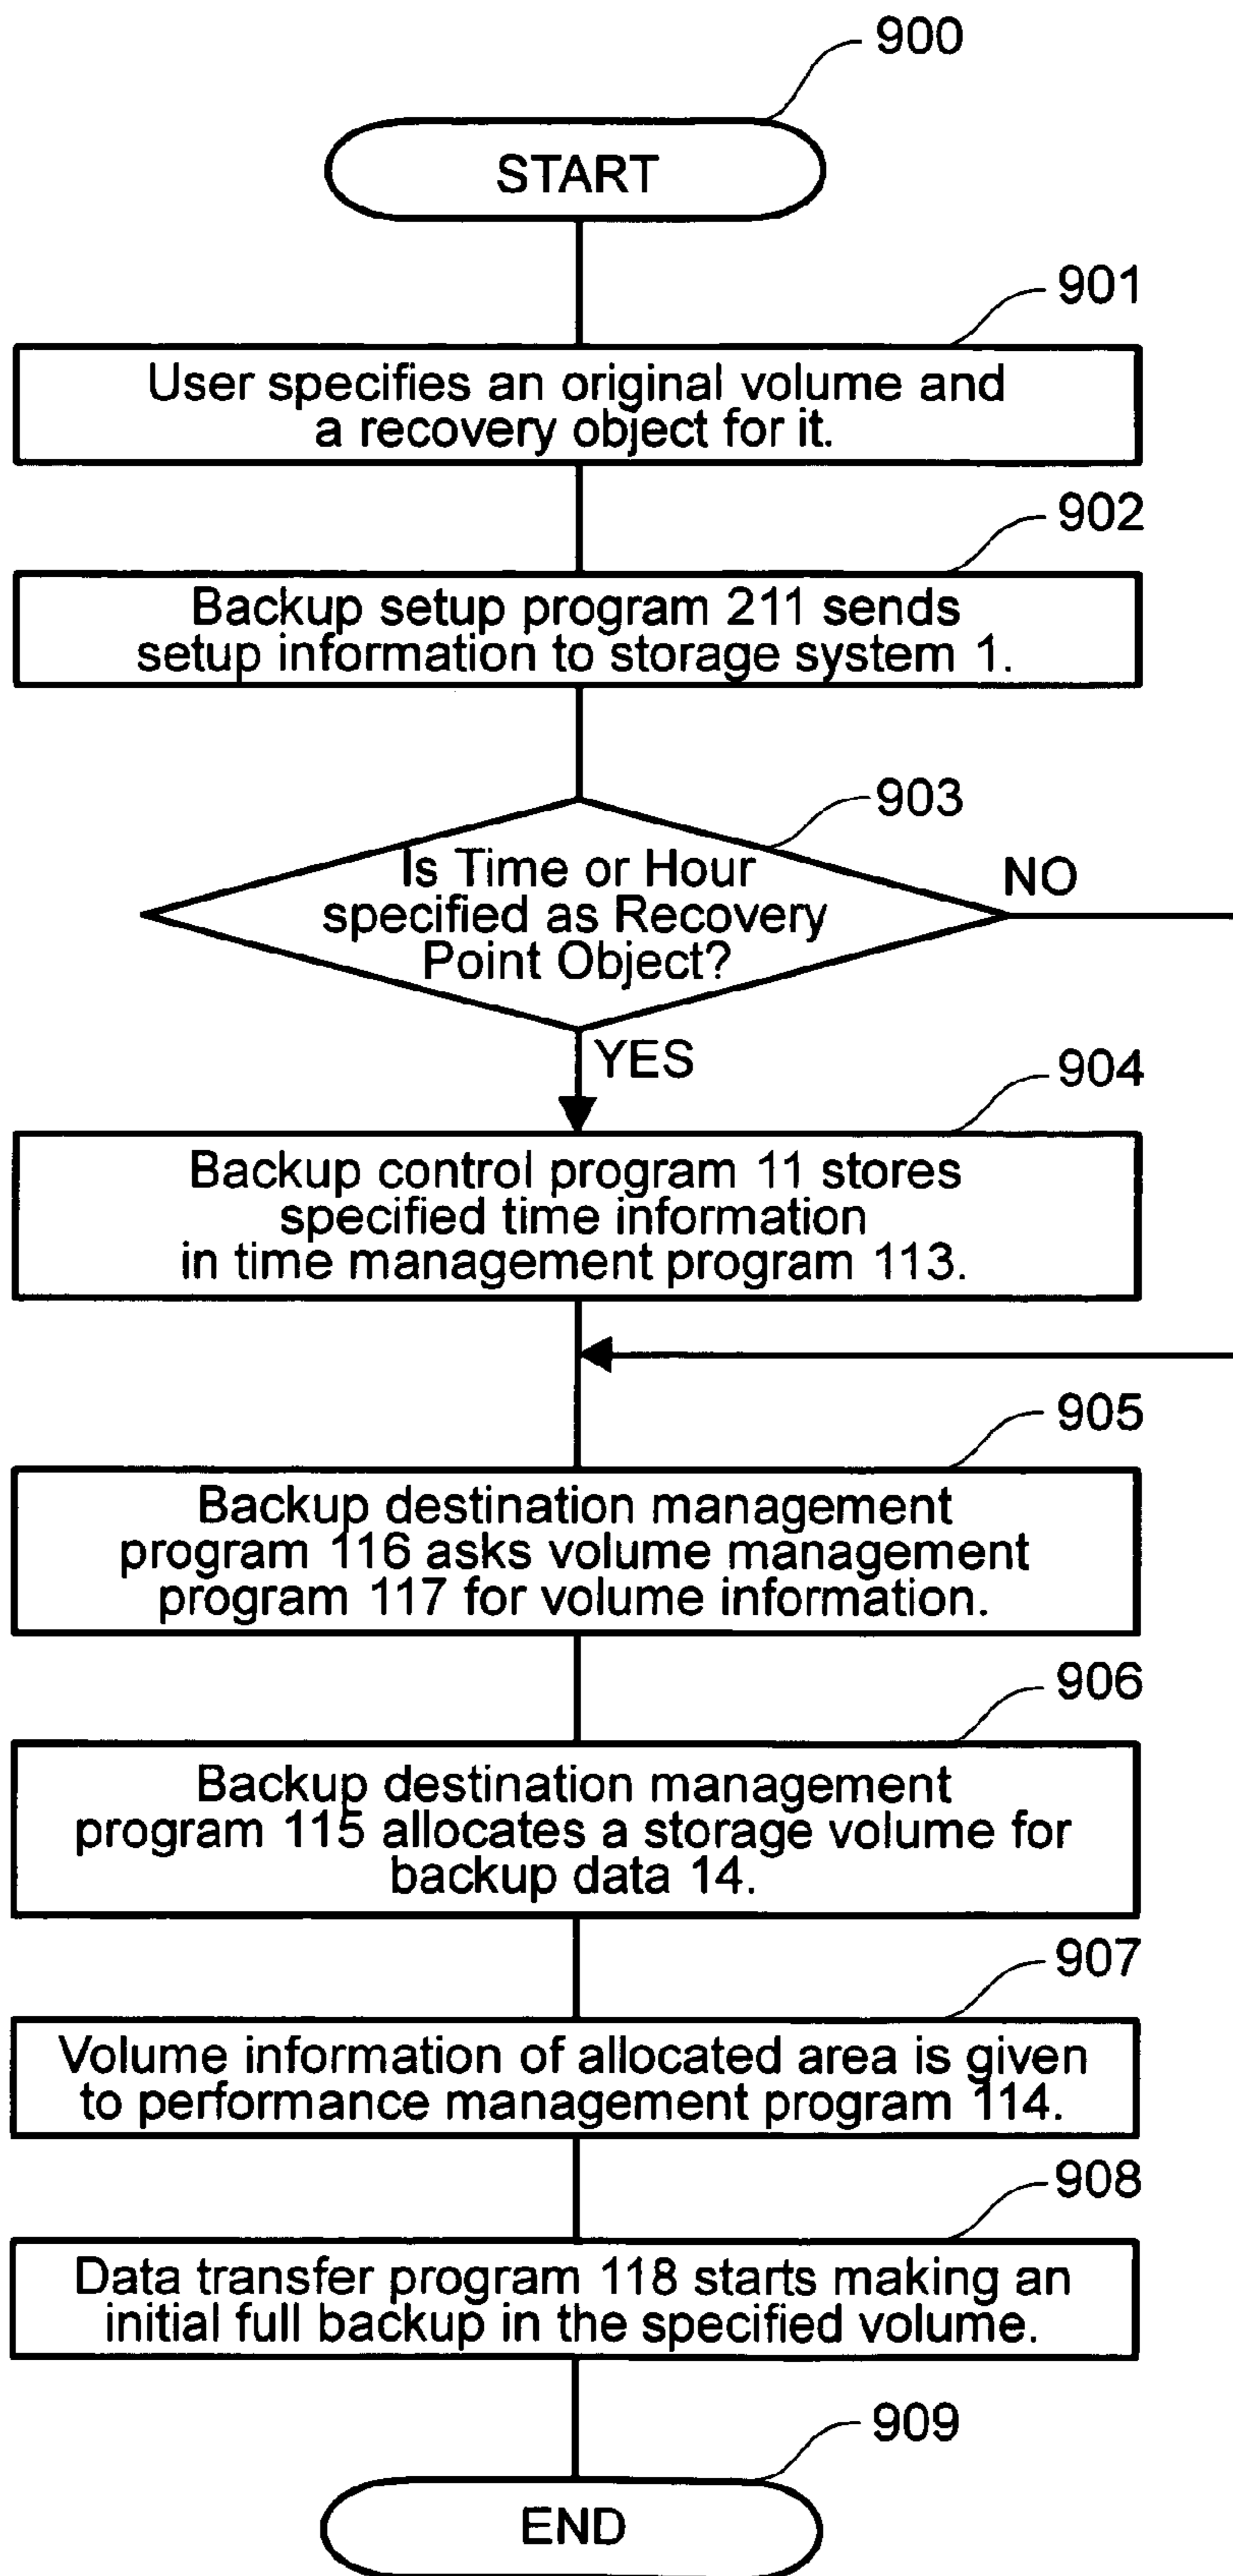 900
START
901
User specifies an original volume and
a recovery object for it.
902
Backup setup program 211 sends
setup information to storage system 1.
903
Is Time or Hour
specified as Recovery
Point Object?
NO
YES
904
Backup control program 11 stores
specified time information
in time management program 113.
905
Backup destination management
program 116 asks volume management
program 117 for volume information.
906
Backup destination management
program 115 allocates a storage volume for
backup data 14.
907
Volume information of allocated area is given
to performance management program 114.
908
Data transfer program 118 starts making an
initial full backup in the specified volume.
909
END